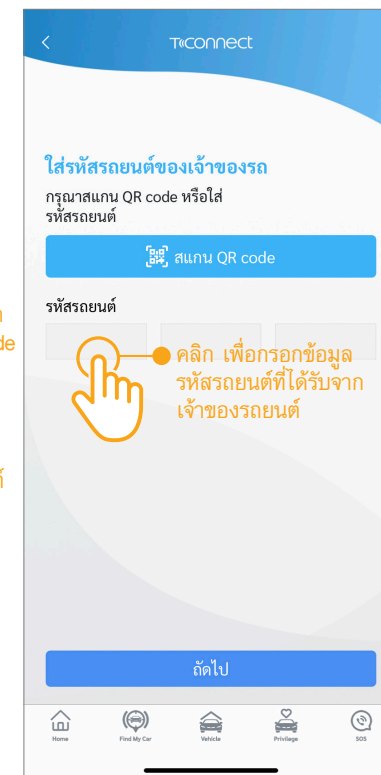 T connect
ใส่รหัสรถยนต์ของเจ้าของรถ
กรุณาสแกน QR code หรือใส่
รหัสรถยนต์
สแกน QR code
รหัสรถยนต์
คลิก เพื่อกรอกข้อมูล
รหัสรถยนต์ที่ได้รับจาก
เจ้าของรถยนต์
ถัดไป
Home
Find My Car
Vehicle
Privilege
SOS